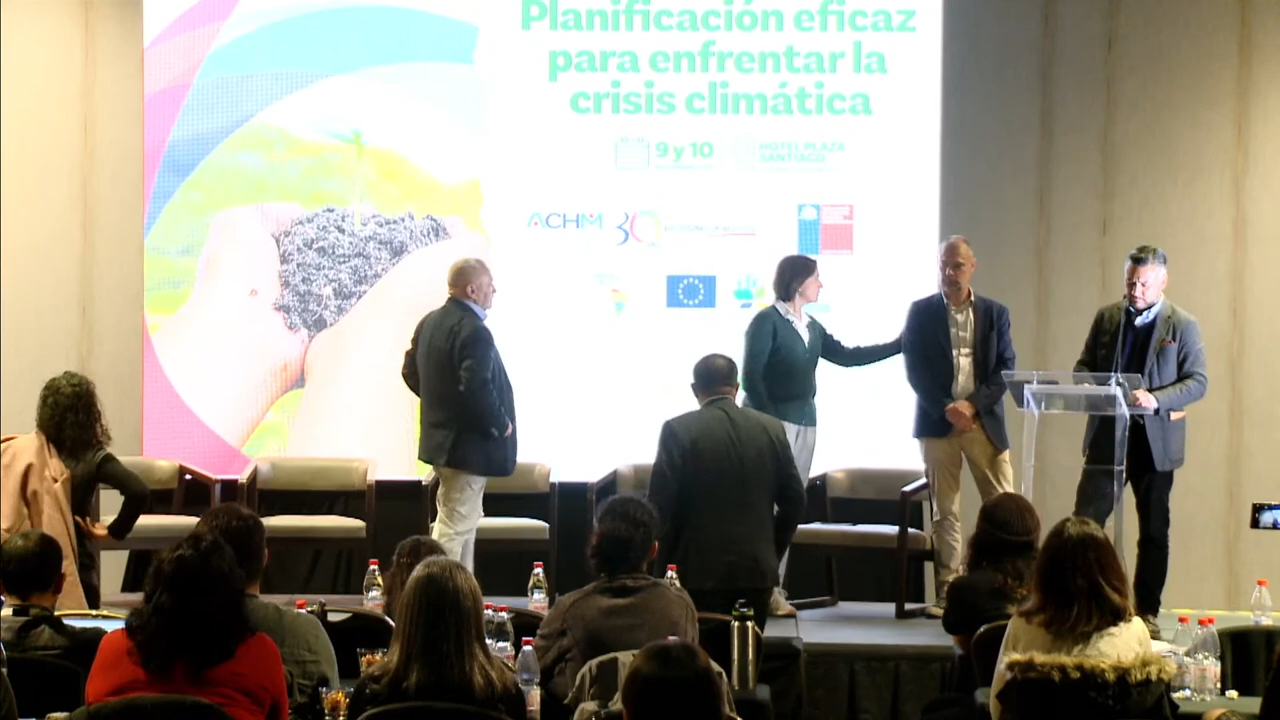 Planificación eficaz
para enfrentar la
crisis climática
9 y 10
HOTEL PLAZA
SANTIAGO
ACHM 30